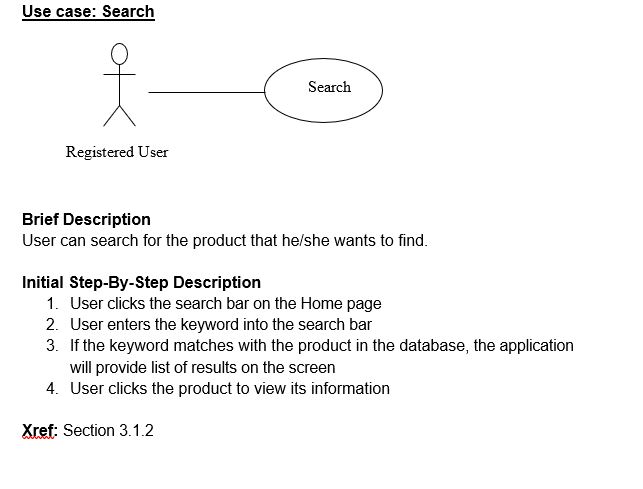 Use case: Search
Search
Registered User
Brief Description
User can search for the product that he/she wants to find.
Initial Step-By-Step Description
1. User clicks the search bar on the Home page
2. User enters the keyword into the search bar
3. If the keyword matches with the product in the database, the application
will provide list of results on the screen
4. User clicks the product to view its information
Xref: Section 3.1.2